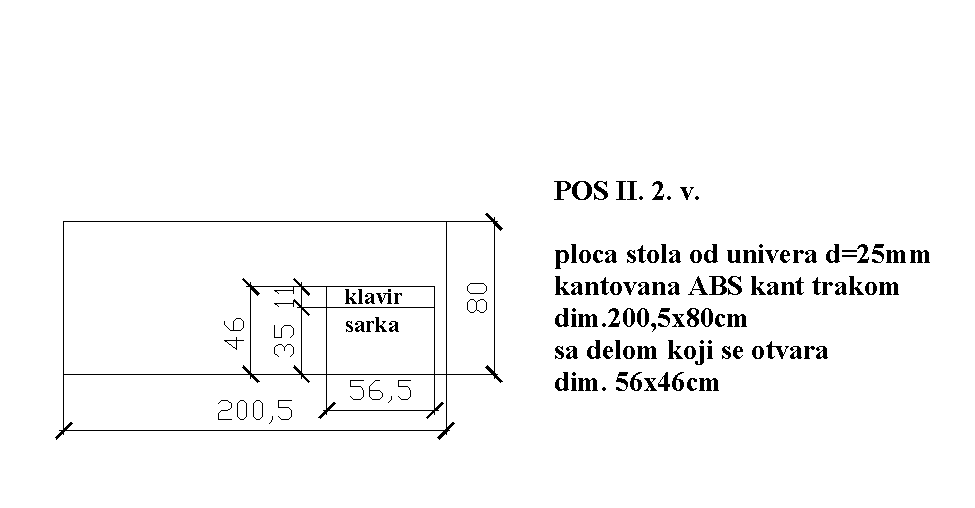 POS II. 2. v.
ploca stola od univera d=25mm
kantovana ABS kant trakom
dim.200,5x80cm
sa delom koji se otvara
dim. 56x46cm
klavir
sarka
11
35
46
80
56,5
200,5